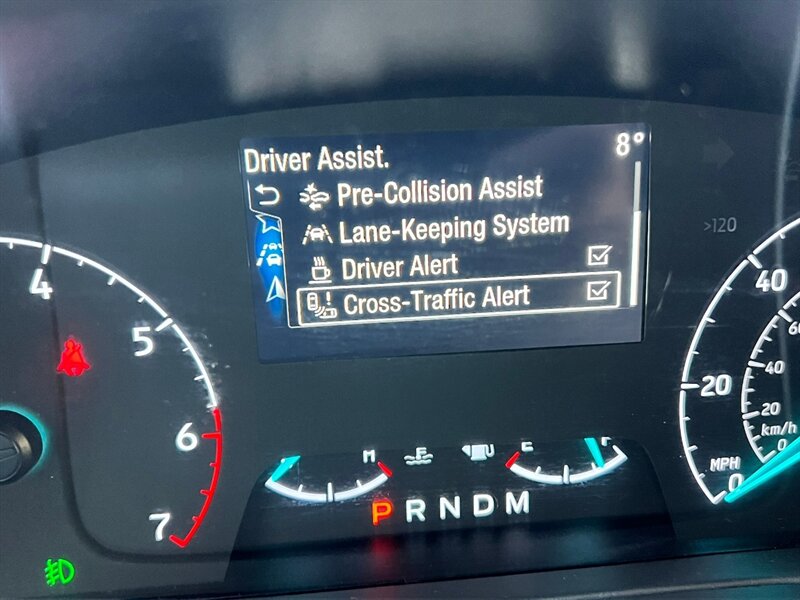 Driver Assist. 8°
Pre-Collision Assist
Lane-Keeping System
Driver Alert
Cross-Traffic Alert
>120
4
5
6
7
40
20
MPH
0
60
40
20
km/h
0
H
E
F
P R N D M